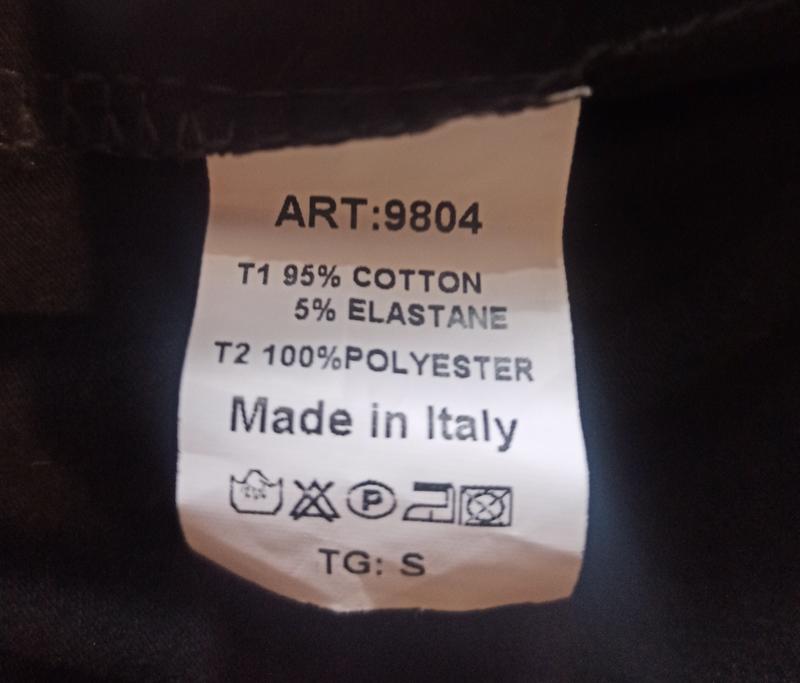 ART:9804
T1 95% COTTON
5% ELASTANE
T2 100%POLYESTER
Made in Italy
P
TG: S